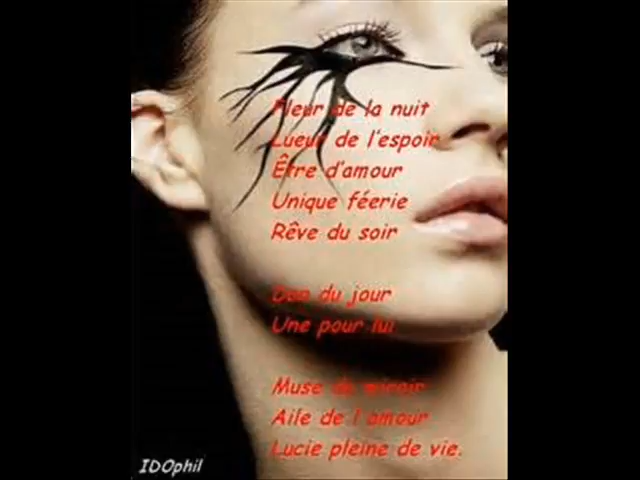 Fleur de la nuit
Lueur de l'espoir
Être d'amour
Unique féerie
Rêve du soir
Don du jour
Une pour lui
Muse du miroir
Aile de l'amour
Lucie pleine de vie.
IDOphil